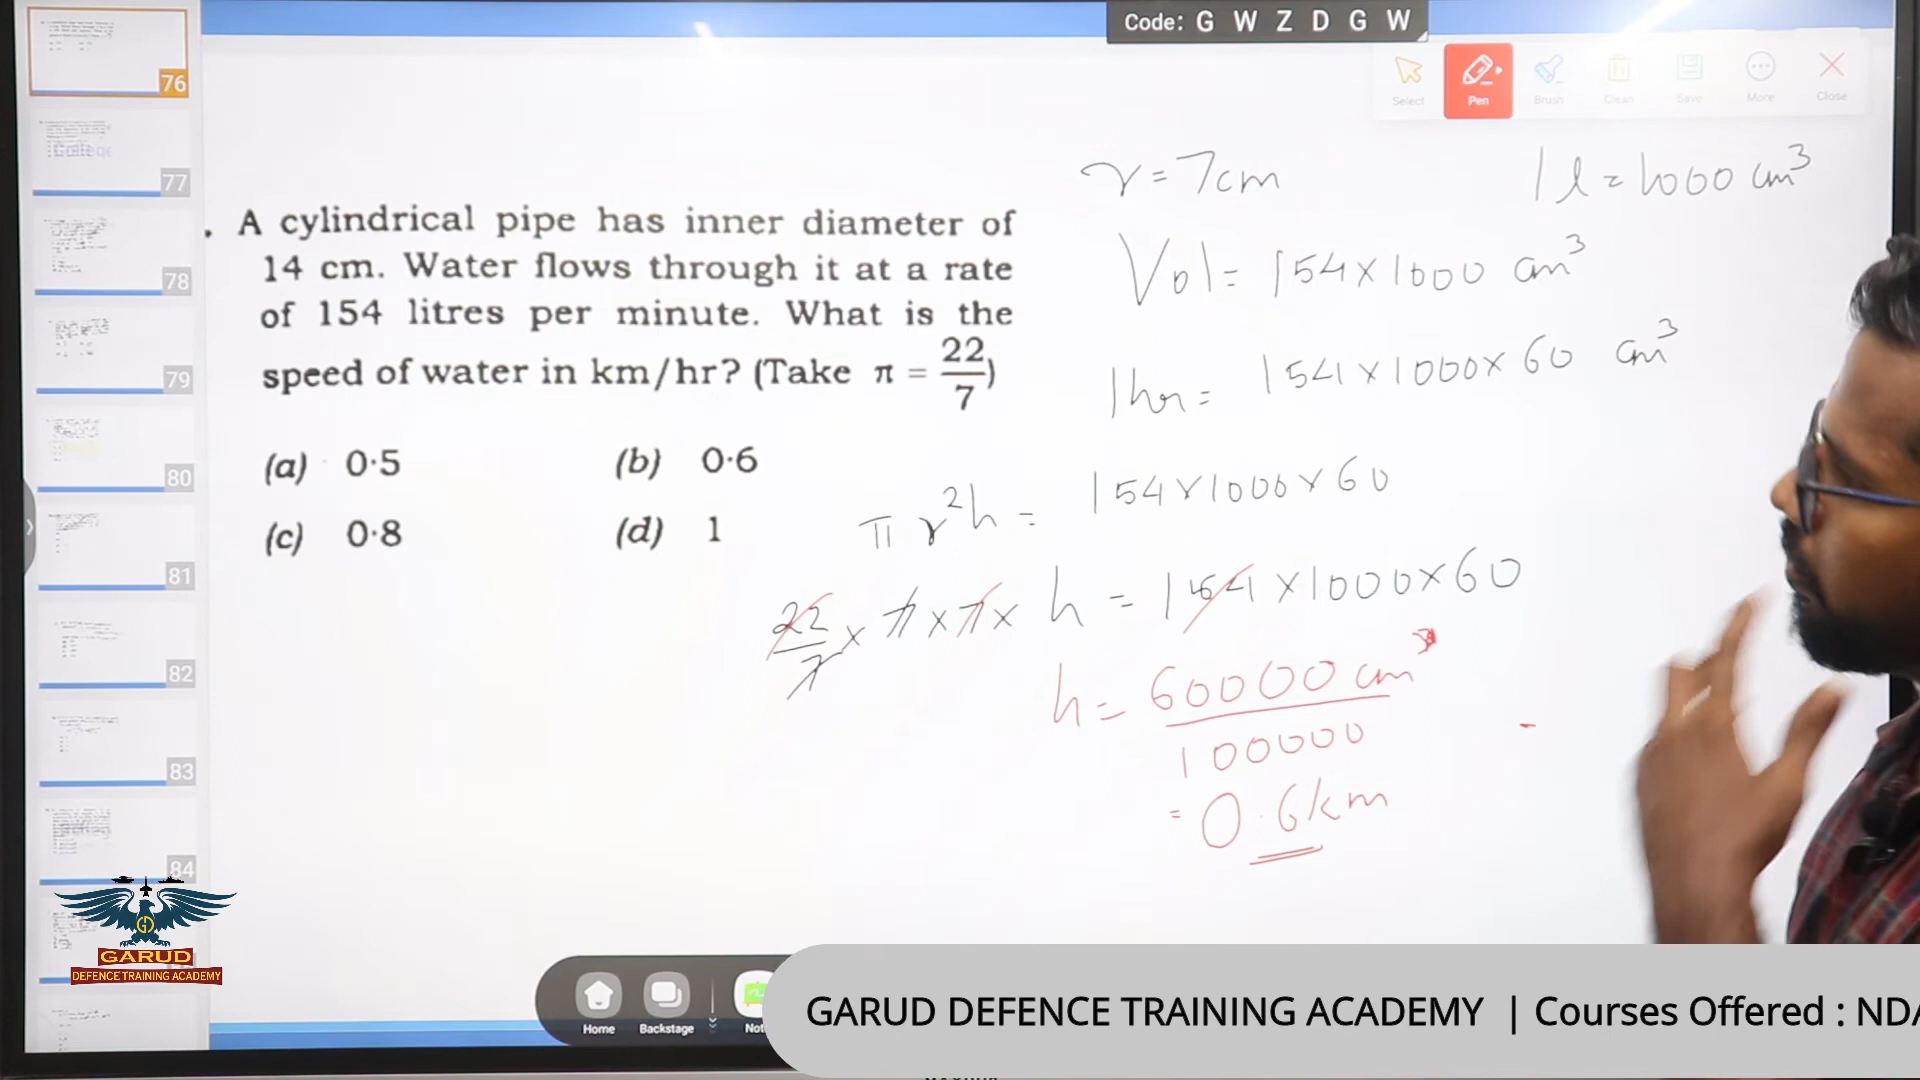 Code: G W Z D G W
76
77
78
79
80
81
82
83
84
Select
Pen
Brush
Clean
Save
More
Close
. A cylindrical pipe has inner diameter of
14 cm. Water flows through it at a rate
of 154 litres per minute. What is the
speed of water in km/hr? (Take π = 22/7)
(a) 0·5
(b) 0·6
(c) 0·8
(d) 1
r = 7cm
1 l = 1000 cm³
Vol = 154×1000 cm³
1hr = 154×1000×60 cm³
πr²h = 154×1000×60
22/7 × 7 × 7 × h = 154×1000×60
h = 60000 cm
100000
= 0.6km
GARUD
DEFENCE TRAINING ACADEMY
Home
Backstage
Not
GARUD DEFENCE TRAINING ACADEMY | Courses Offered : NDA